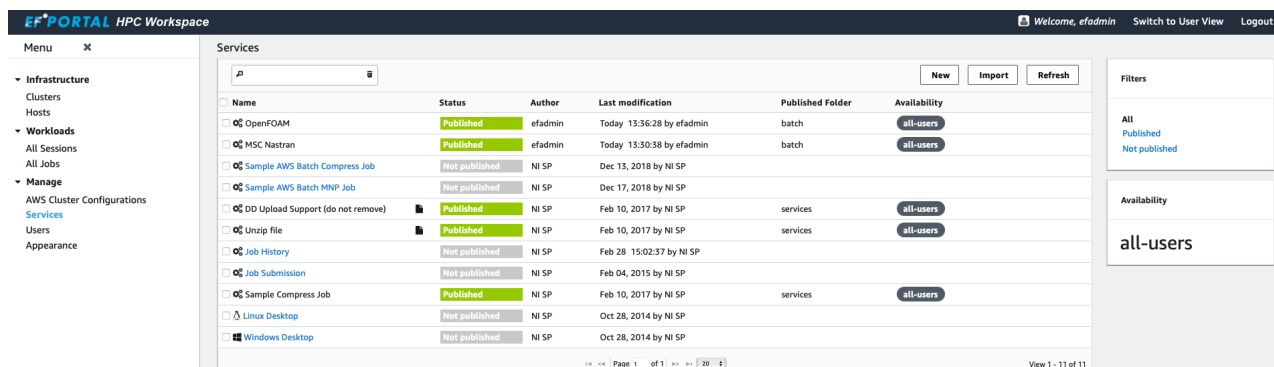 EF PORTAL HPC Workspace Welcome, efadmin Switch to User View Logout
Menu ✖ Services
Infrastructure
Clusters
Hosts
Workloads
All Sessions
All Jobs
Manage
AWS Cluster Configurations
Services
Users
Appearance
New Import Refresh
Name Status Author Last modification Published Folder Availability
OpenFOAM Published efadmin Today 13:36:28 by efadmin batch all-users
MSC Nastran Published efadmin Today 13:30:38 by efadmin batch all-users
Sample AWS Batch Compress Job Not published NI SP Dec 13, 2018 by NI SP
Sample AWS Batch MNP Job Not published NI SP Dec 17, 2018 by NI SP
DD Upload Support (do not remove) Published NI SP Feb 10, 2017 by NI SP services all-users
Unzip file Published NI SP Feb 10, 2017 by NI SP services all-users
Job History Not published NI SP Feb 28 15:02:37 by NI SP
Job Submission Not published NI SP Feb 04, 2015 by NI SP
Sample Compress Job Published NI SP Feb 10, 2017 by NI SP services all-users
Linux Desktop Not published NI SP Oct 28, 2014 by NI SP
Windows Desktop Not published NI SP Oct 28, 2014 by NI SP
Page 1 of 1 20 View 1 - 11 of 11
Filters
All
Published
Not published
Availability
all-users